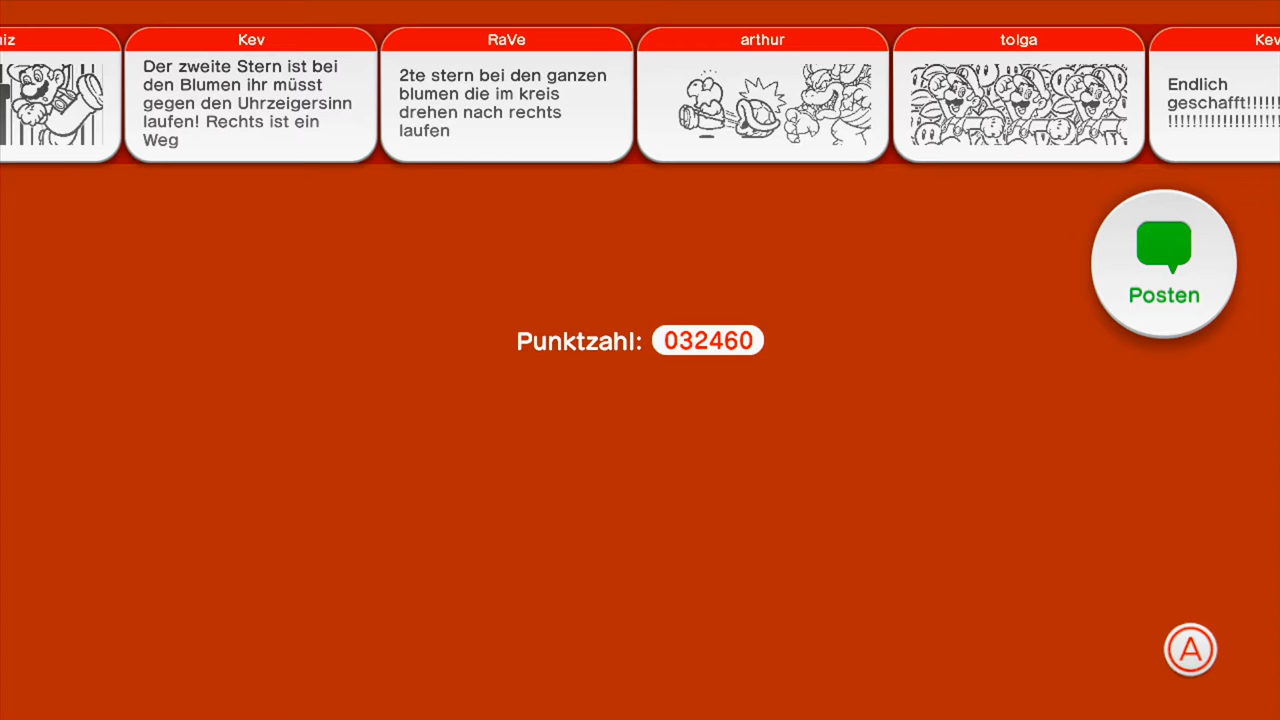 iz
Kev
Der zweite Stern ist bei
den Blumen ihr müsst
gegen den Uhrzeigersinn
laufen! Rechts ist ein
Weg
RaVe
2te stern bei den ganzen
blumen die im kreis
drehen nach rechts
laufen
arthur
tolga
Kev
Endlich
geschafft!!!!!!
!!!!!!!!!!!!!!!!!!!
Posten
Punktzahl: 032460
A